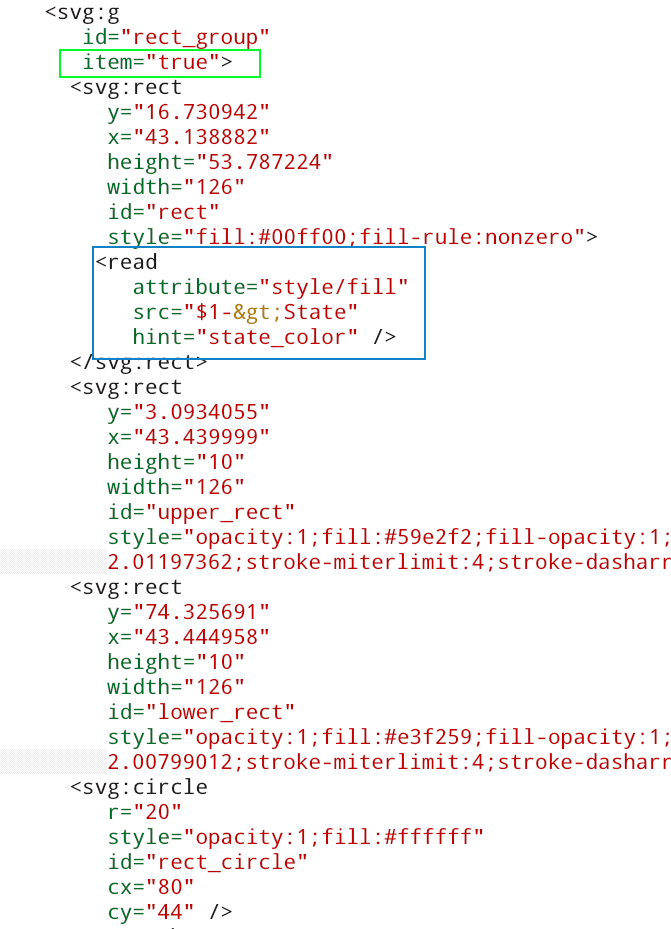 <svg:g
id="rect_group"
item="true">
<svg:rect
y="16.730942"
x="43.138882"
height="53.787224"
width="126"
id="rect"
style="fill:#00ff00;fill-rule:nonzero">
<read
attribute="style/fill"
src="$1-&gt;State"
hint="state_color" />
</svg:rect>
<svg:rect
y="3.0934055"
x="43.439999"
height="10"
width="126"
id="upper_rect"
style="opacity:1;fill:#59e2f2;fill-opacity:1;
2.01197362;stroke-miterlimit:4;stroke-dasharr
<svg:rect
y="74.325691"
x="43.444958"
height="10"
width="126"
id="lower_rect"
style="opacity:1;fill:#e3f259;fill-opacity:1;
2.00799012;stroke-miterlimit:4;stroke-dasharr
<svg:circle
r="20"
style="opacity:1;fill:#ffffff"
id="rect_circle"
cx="80"
cy="44" />